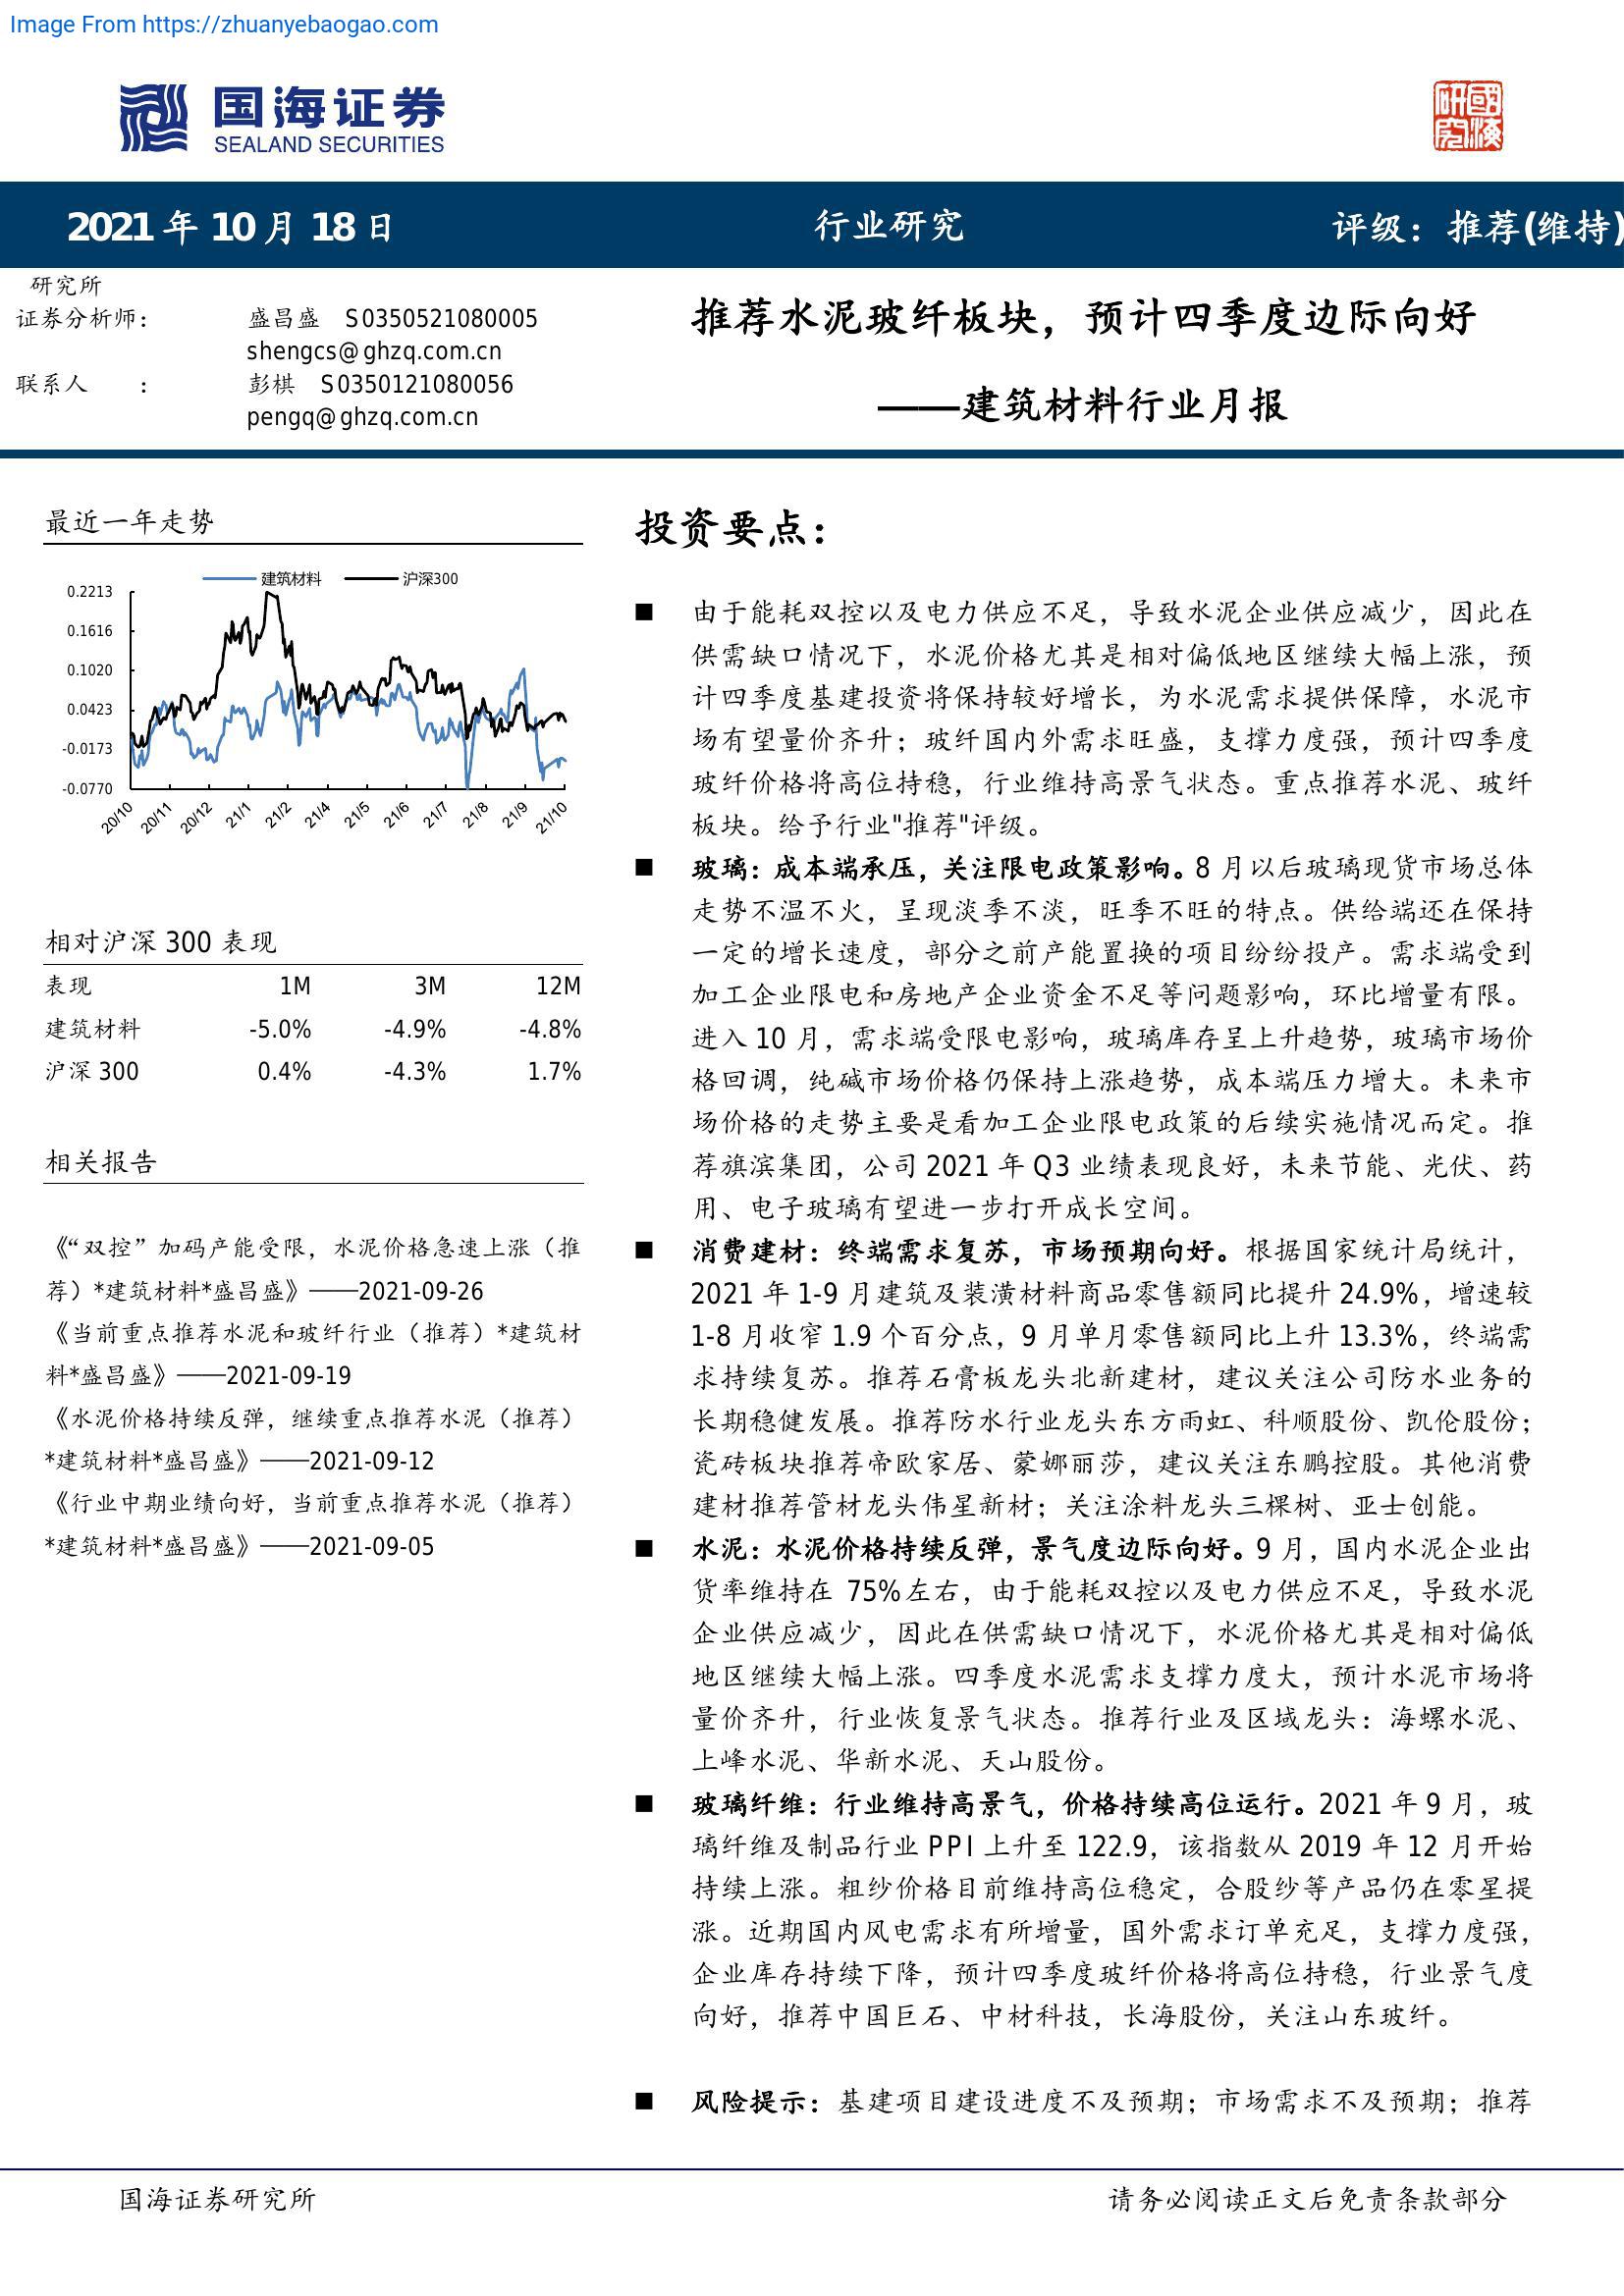 Image From https://zhuanyebaogao.com
国海证券
SEALAND SECURITIES
研 國
究 海
2021 年 10 月 18 日
行业研究
评级：推荐(维持)
研究所
证券分析师：
盛昌盛 S0350521080005
shengcs@ghzq.com.cn
联系人 ：
彭棋 S0350121080056
pengq@ghzq.com.cn
推荐水泥玻纤板块，预计四季度边际向好
——建筑材料行业月报
最近一年走势
建筑材料 沪深300
0.2213
0.1616
0.1020
0.0423
-0.0173
-0.0770
20/10 20/11 20/12 21/1 21/2 21/4 21/5 21/6 21/7 21/8 21/9 21/10
相对沪深 300 表现
表现 1M 3M 12M
建筑材料 -5.0% -4.9% -4.8%
沪深 300 0.4% -4.3% 1.7%
相关报告
《“双控”加码产能受限，水泥价格急速上涨（推
荐）*建筑材料*盛昌盛》——2021-09-26
《当前重点推荐水泥和玻纤行业（推荐）*建筑材
料*盛昌盛》——2021-09-19
《水泥价格持续反弹，继续重点推荐水泥（推荐）
*建筑材料*盛昌盛》——2021-09-12
《行业中期业绩向好，当前重点推荐水泥（推荐）
*建筑材料*盛昌盛》——2021-09-05
投资要点：
■ 由于能耗双控以及电力供应不足，导致水泥企业供应减少，因此在
供需缺口情况下，水泥价格尤其是相对偏低地区继续大幅上涨，预
计四季度基建投资将保持较好增长，为水泥需求提供保障，水泥市
场有望量价齐升；玻纤国内外需求旺盛，支撑力度强，预计四季度
玻纤价格将高位持稳，行业维持高景气状态。重点推荐水泥、玻纤
板块。给予行业"推荐"评级。
■ 玻璃：成本端承压，关注限电政策影响。8 月以后玻璃现货市场总体
走势不温不火，呈现淡季不淡，旺季不旺的特点。供给端还在保持
一定的增长速度，部分之前产能置换的项目纷纷投产。需求端受到
加工企业限电和房地产企业资金不足等问题影响，环比增量有限。
进入 10 月，需求端受限电影响，玻璃库存呈上升趋势，玻璃市场价
格回调，纯碱市场价格仍保持上涨趋势，成本端压力增大。未来市
场价格的走势主要是看加工企业限电政策的后续实施情况而定。推
荐旗滨集团，公司 2021 年 Q3 业绩表现良好，未来节能、光伏、药
用、电子玻璃有望进一步打开成长空间。
■ 消费建材：终端需求复苏，市场预期向好。根据国家统计局统计，
2021 年 1-9 月建筑及装潢材料商品零售额同比提升 24.9%，增速较
1-8 月收窄 1.9 个百分点，9 月单月零售额同比上升 13.3%，终端需
求持续复苏。推荐石膏板龙头北新建材，建议关注公司防水业务的
长期稳健发展。推荐防水行业龙头东方雨虹、科顺股份、凯伦股份；
瓷砖板块推荐帝欧家居、蒙娜丽莎，建议关注东鹏控股。其他消费
建材推荐管材龙头伟星新材；关注涂料龙头三棵树、亚士创能。
■ 水泥：水泥价格持续反弹，景气度边际向好。9 月，国内水泥企业出
货率维持在 75%左右，由于能耗双控以及电力供应不足，导致水泥
企业供应减少，因此在供需缺口情况下，水泥价格尤其是相对偏低
地区继续大幅上涨。四季度水泥需求支撑力度大，预计水泥市场将
量价齐升，行业恢复景气状态。推荐行业及区域龙头：海螺水泥、
上峰水泥、华新水泥、天山股份。
■ 玻璃纤维：行业维持高景气，价格持续高位运行。2021 年 9 月，玻
璃纤维及制品行业 PPI 上升至 122.9，该指数从 2019 年 12 月开始
持续上涨。粗纱价格目前维持高位稳定，合股纱等产品仍在零星提
涨。近期国内风电需求有所增量，国外需求订单充足，支撑力度强，
企业库存持续下降，预计四季度玻纤价格将高位持稳，行业景气度
向好，推荐中国巨石、中材科技，长海股份，关注山东玻纤。
■ 风险提示：基建项目建设进度不及预期；市场需求不及预期；推荐
国海证券研究所
请务必阅读正文后免责条款部分